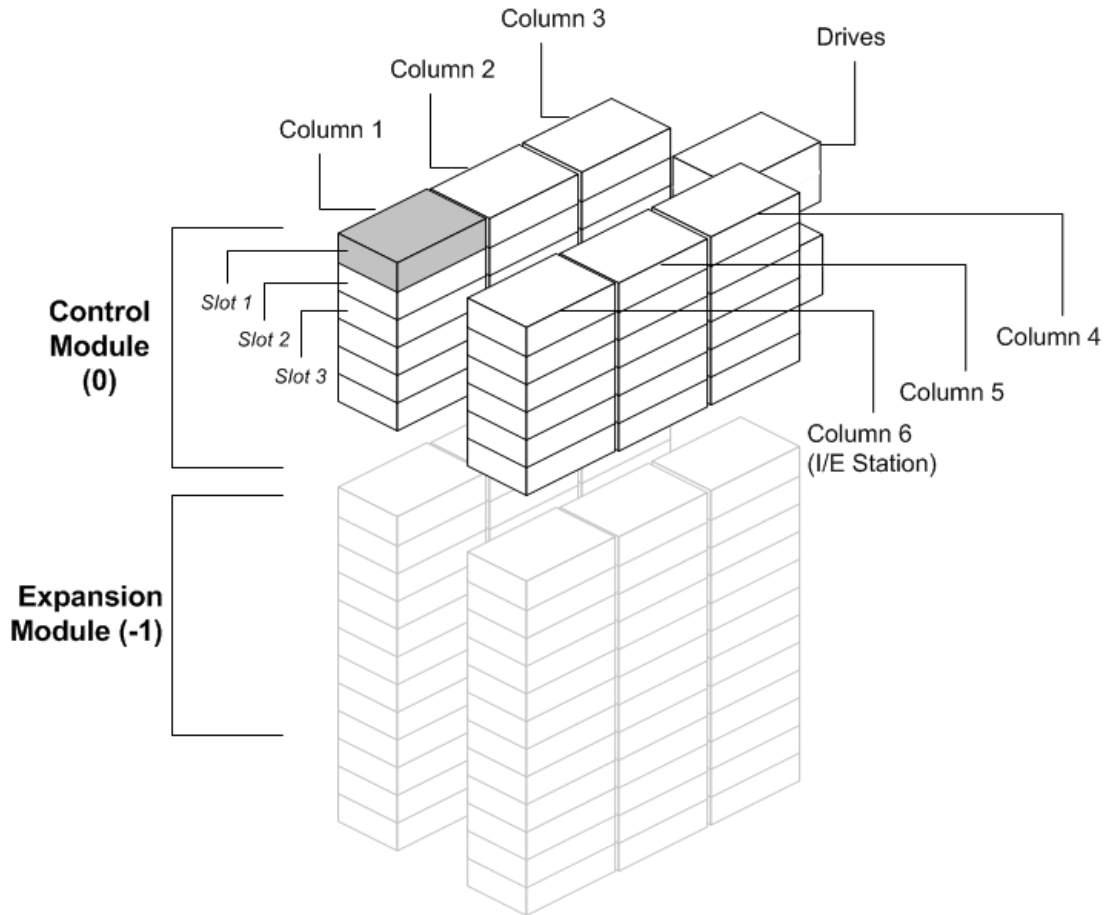 Column 3
Drives
Column 2
Column 1
Slot 1
Control
Module
(0)
Slot 2
Column 4
Slot 3
Column 5
Column 6
(I/E Station)
Expansion
Module (-1)